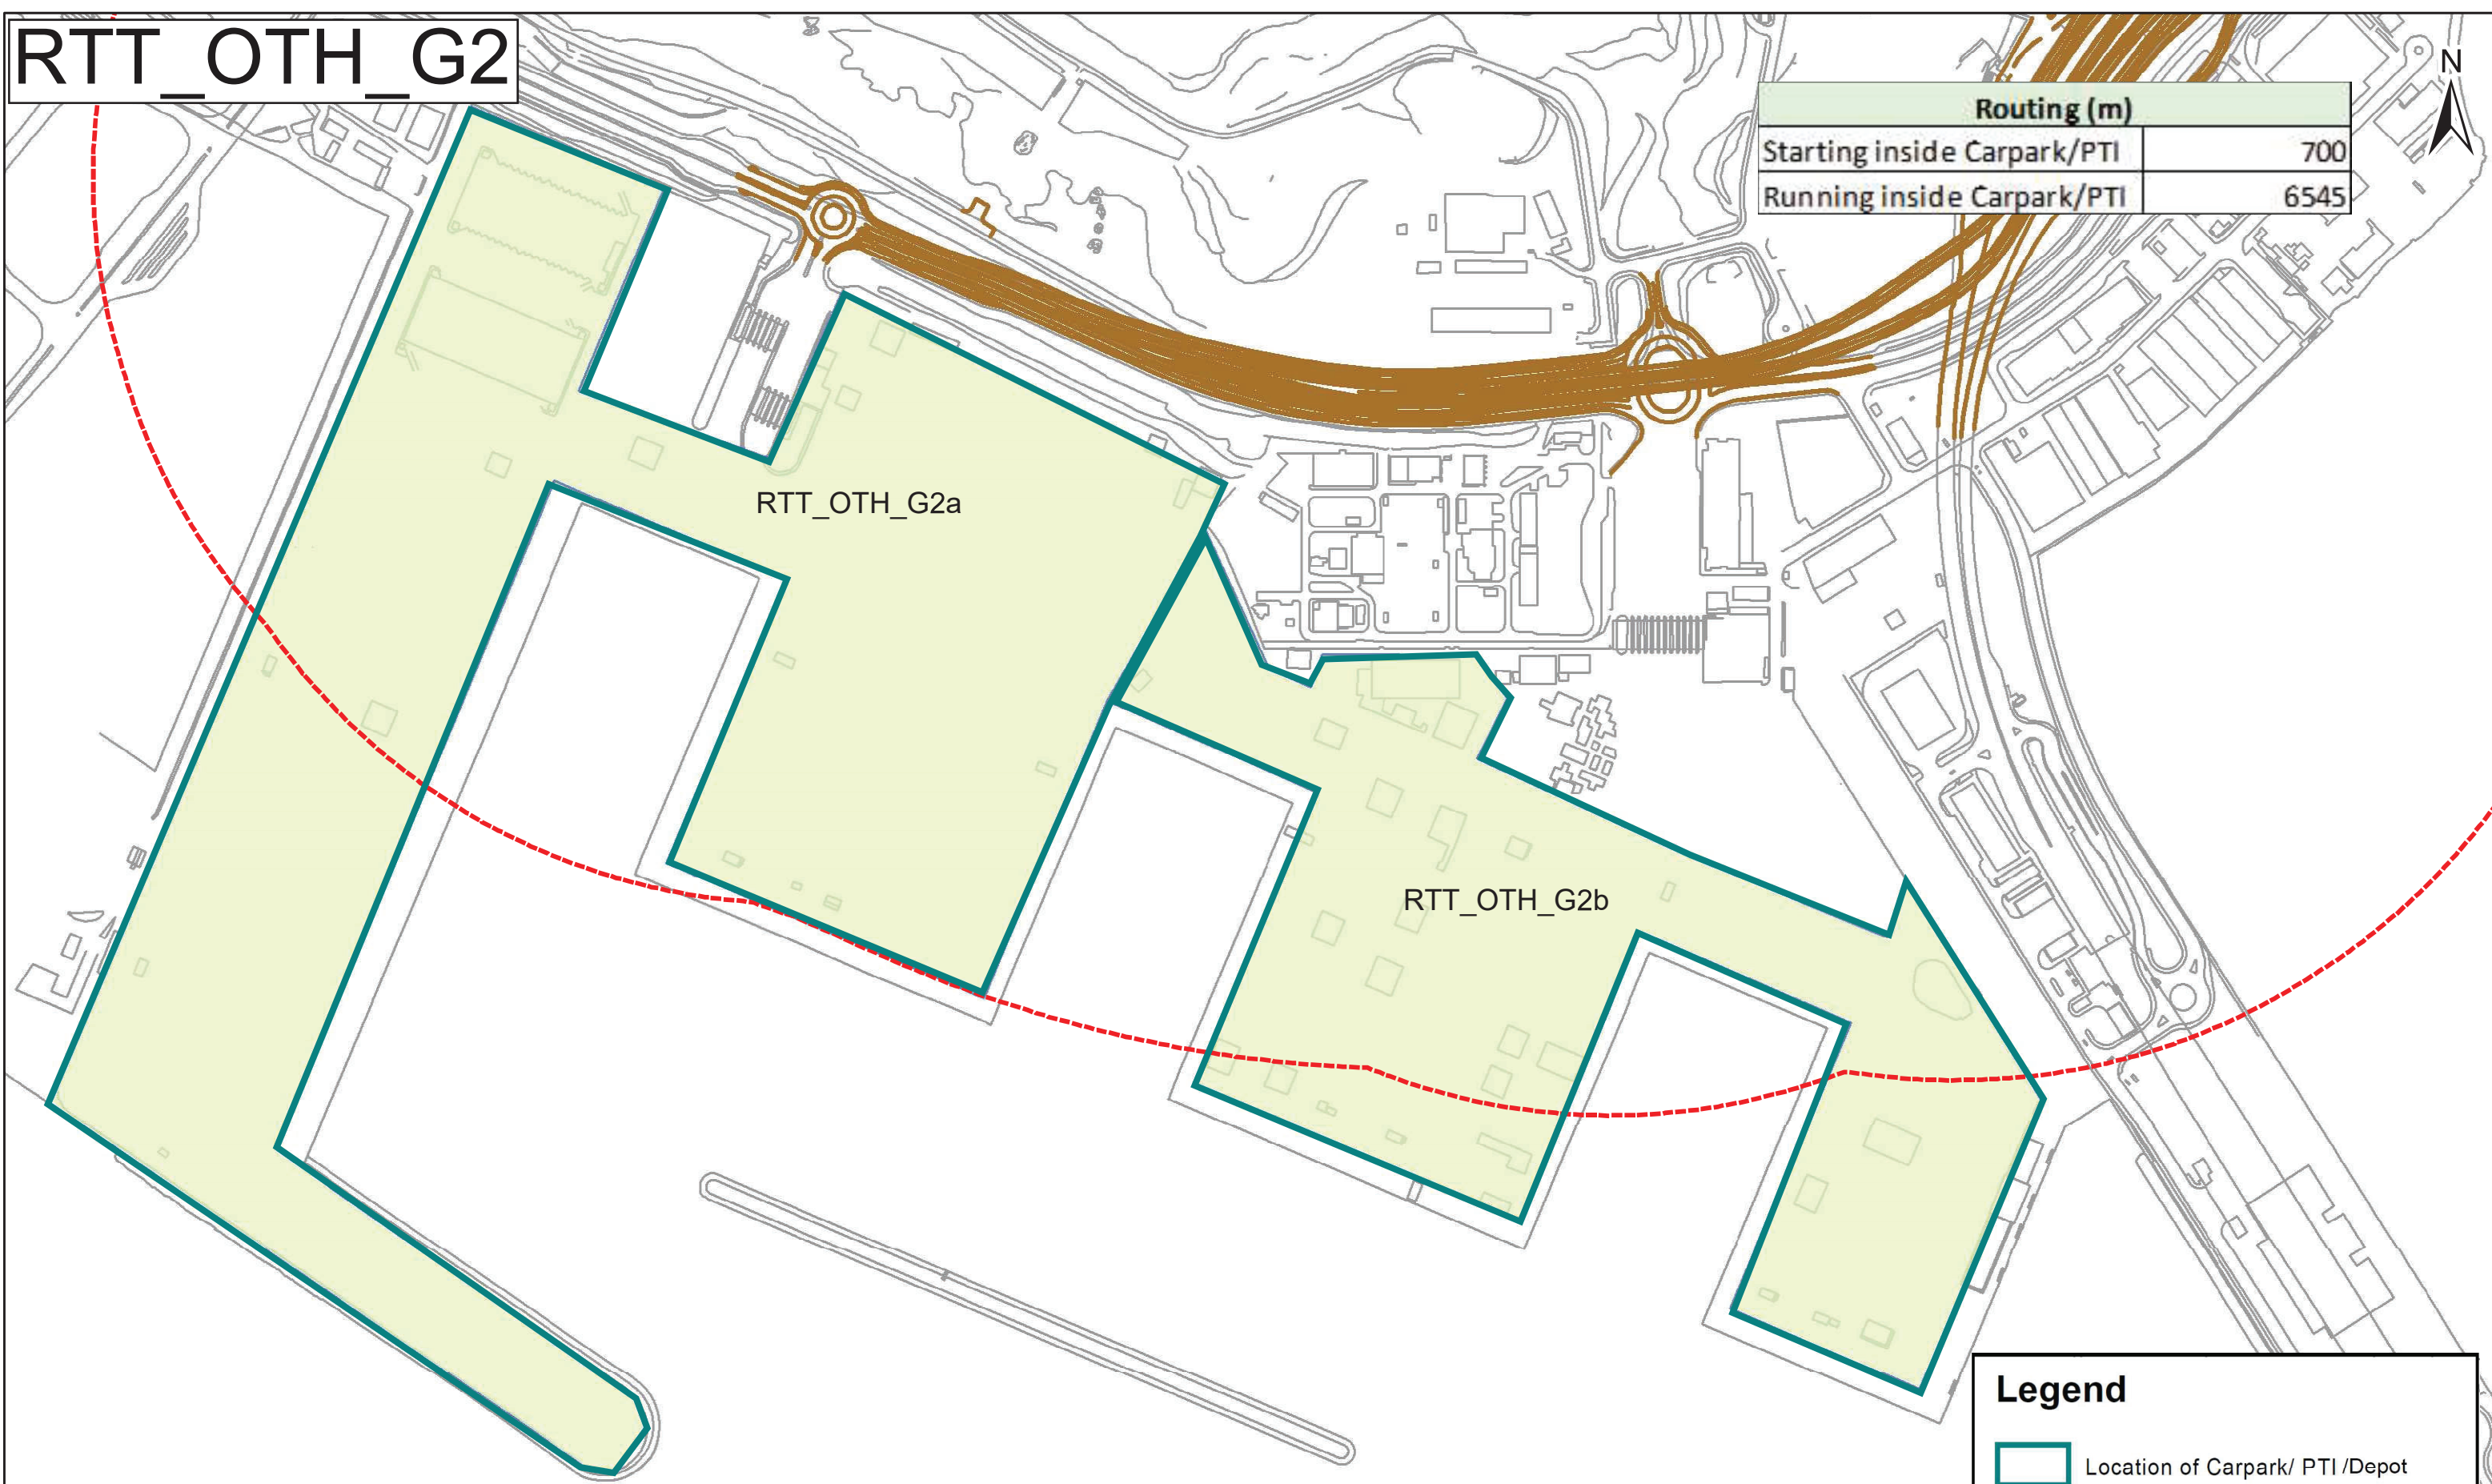 RTT_OTH_G2
N
Routing (m)
Starting inside Carpark/PTI 700
Running inside Carpark/PTI 6545
RTT_OTH_G2a
RTT_OTH_G2b
Legend
Location of Carpark/ PTI /Depot